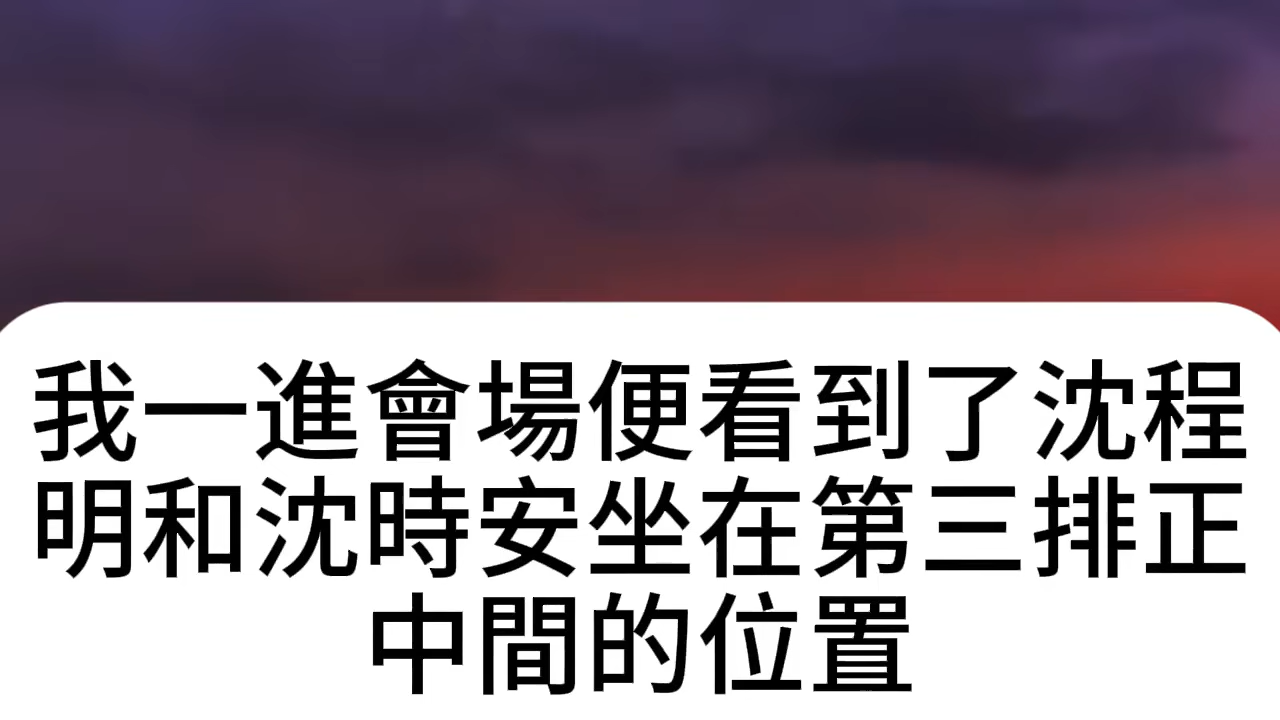 我一進會場便看到了沈程
明和沈時安坐在第三排正
中間的位置